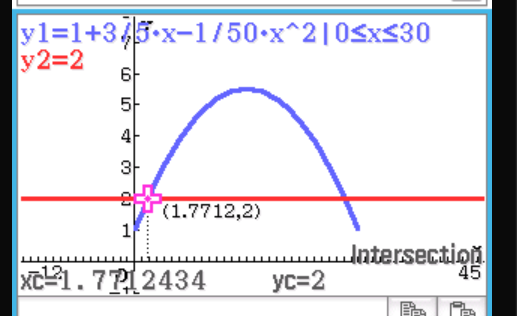 y1=1+3/5·x-1/50·x^2|0≤x≤30
y2=2
7
6
5
4
3
2
1
(1.7712,2)
Intersection
-12
45
xc=1.7712434
yc=2